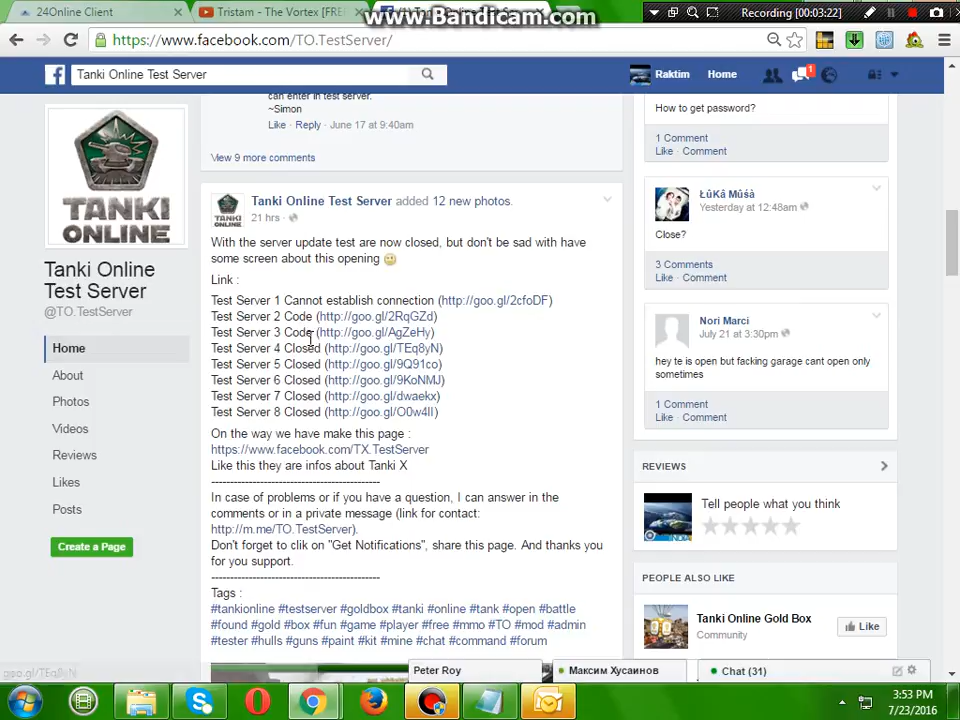 24Online Client
Tristam - The Vortex [FREE
www.Bandicam.com
Recording [00:03:22]
https://www.facebook.com/TO.TestServer/
Tanki Online Test Server
Raktim
Home
1
can enter in test server.
~Simon
Like · Reply · June 17 at 9:40am
View 9 more comments
TANKI
ONLINE
Tanki Online
Test Server
@TO.TestServer
Home
About
Photos
Videos
Reviews
Likes
Posts
Create a Page
Tanki Online Test Server added 12 new photos.
21 hrs ·
With the server update test are now closed, but don't be sad with have
some screen about this opening
Link :
Test Server 1 Cannot establish connection (http://goo.gl/2cfoDF)
Test Server 2 Code (http://goo.gl/2RqGZd)
Test Server 3 Code (http://goo.gl/AgZeHy)
Test Server 4 Closed (http://goo.gl/TEq8yN)
Test Server 5 Closed (http://goo.gl/9Q91co)
Test Server 6 Closed (http://goo.gl/9KoNMJ)
Test Server 7 Closed (http://goo.gl/dwaekx)
Test Server 8 Closed (http://goo.gl/O0w4lI)
On the way we have make this page :
https://www.facebook.com/TX.TestServer
Like this they are infos about Tanki X
---------------------------------------------
In case of problems or if you have a question, I can answer in the
comments or in a private message (link for contact:
http://m.me/TO.TestServer).
Don't forget to clik on "Get Notifications", share this page. And thanks you
for you support.
---------------------------------------------
Tags :
#tankionline #testserver #goldbox #tanki #online #tank #open #battle
#found #gold #box #fun #game #player #free #mmo #TO #mod #admin
#tester #hulls #guns #paint #kit #mine #chat #command #forum
How to get password?
1 Comment
Like · Comment
ŁûKâ Mûśà
Yesterday at 12:48am
Close?
3 Comments
Like · Comment
Nori Marci
July 21 at 3:30pm
hey te is open but facking garage cant open only
sometimes
1 Comment
Like · Comment
REVIEWS
Tell people what you think
PEOPLE ALSO LIKE
Tanki Online Gold Box
Community
Like
Peter Roy
Максим Хусаинов
Chat (31)
3:53 PM
7/23/2016